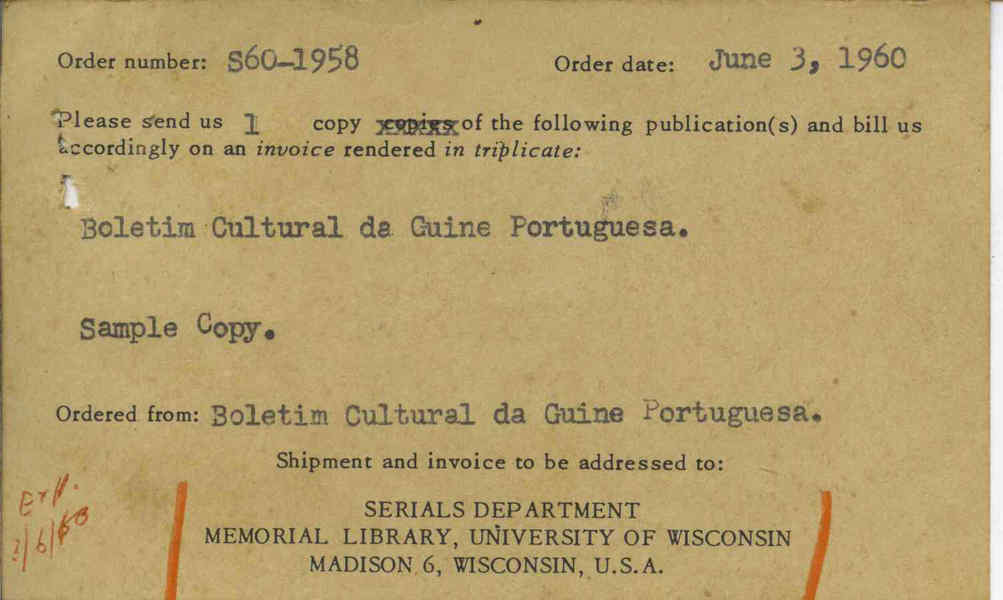 Order number: S60-1958 Order date: June 3, 1960
Please send us 1 copy copies of the following publication(s) and bill us
accordingly on an invoice rendered in triplicate:
Boletim Cultural da Guine Portuguesa.
Sample Copy.
Ordered from: Boletim Cultural da Guine Portuguesa.
Shipment and invoice to be addressed to:
SERIALS DEPARTMENT
MEMORIAL LIBRARY, UNIVERSITY OF WISCONSIN
MADISON 6, WISCONSIN, U.S.A.